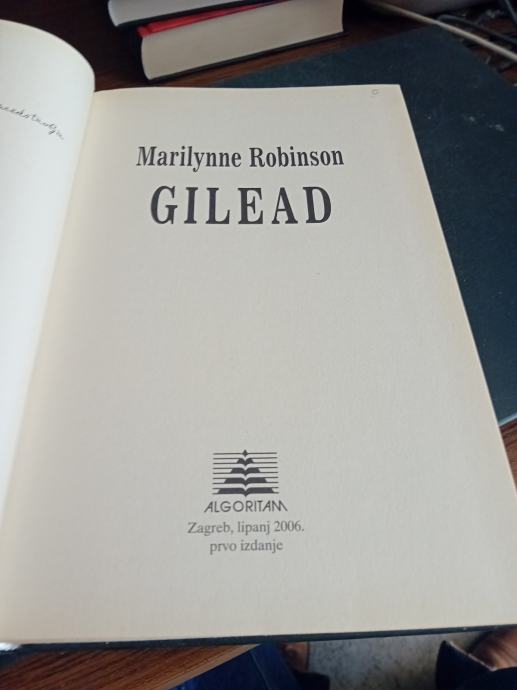 Marilynne Robinson
GILEAD
ALGORITAM
Zagreb, lipanj 2006.
prvo izdanje